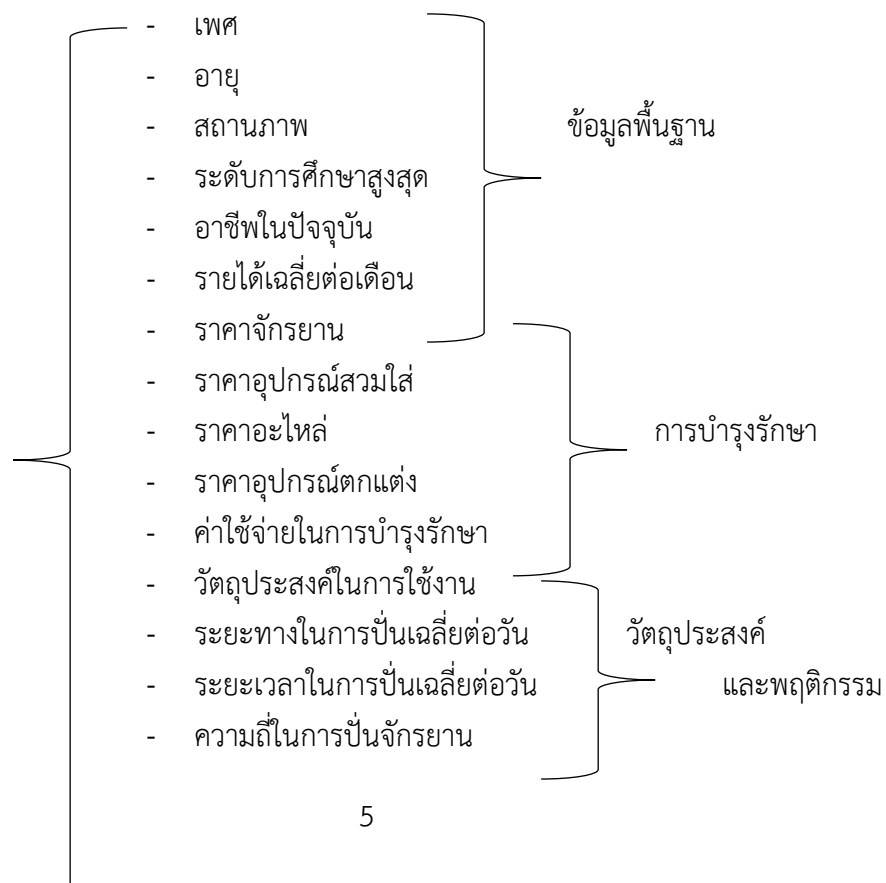 - เพศ
- อายุ
- สถานภาพ ข้อมูลพื้นฐาน
- ระดับการศึกษาสูงสุด
- อาชีพในปัจจุบัน
- รายได้เฉลี่ยต่อเดือน
- ราคาจักรยาน
- ราคาอุปกรณ์สวมใส่
- ราคาอะไหล่ การบำรุงรักษา
- ราคาอุปกรณ์ตกแต่ง
- ค่าใช้จ่ายในการบำรุงรักษา
- วัตถุประสงค์ในการใช้งาน
- ระยะทางในการปั่นเฉลี่ยต่อวัน วัตถุประสงค์
- ระยะเวลาในการปั่นเฉลี่ยต่อวัน และพฤติกรรม
- ความถี่ในการปั่นจักรยาน
5